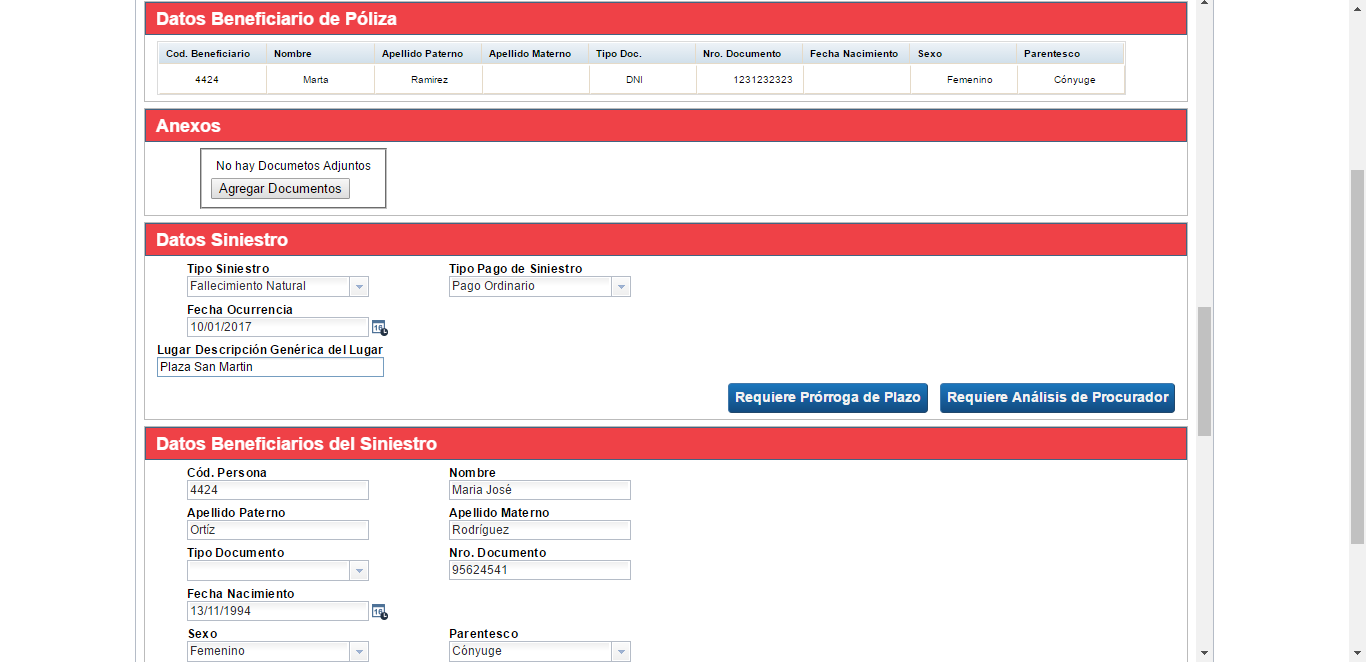 Datos Beneficiario de Póliza
Cod. Beneficiario Nombre Apellido Paterno Apellido Materno Tipo Doc. Nro. Documento Fecha Nacimiento Sexo Parentesco
4424 Marta Ramirez DNI 1231232323 Femenino Cónyuge
Anexos
No hay Documetos Adjuntos
Agregar Documentos
Datos Siniestro
Tipo Siniestro Tipo Pago de Siniestro
Fallecimiento Natural Pago Ordinario
Fecha Ocurrencia
10/01/2017
Lugar Descripción Genérica del Lugar
Plaza San Martin
Requiere Prórroga de Plazo Requiere Análisis de Procurador
Datos Beneficiarios del Siniestro
Cód. Persona Nombre
4424 Maria José
Apellido Paterno Apellido Materno
Ortíz Rodríguez
Tipo Documento Nro. Documento
95624541
Fecha Nacimiento
13/11/1994
Sexo Parentesco
Femenino Cónyuge